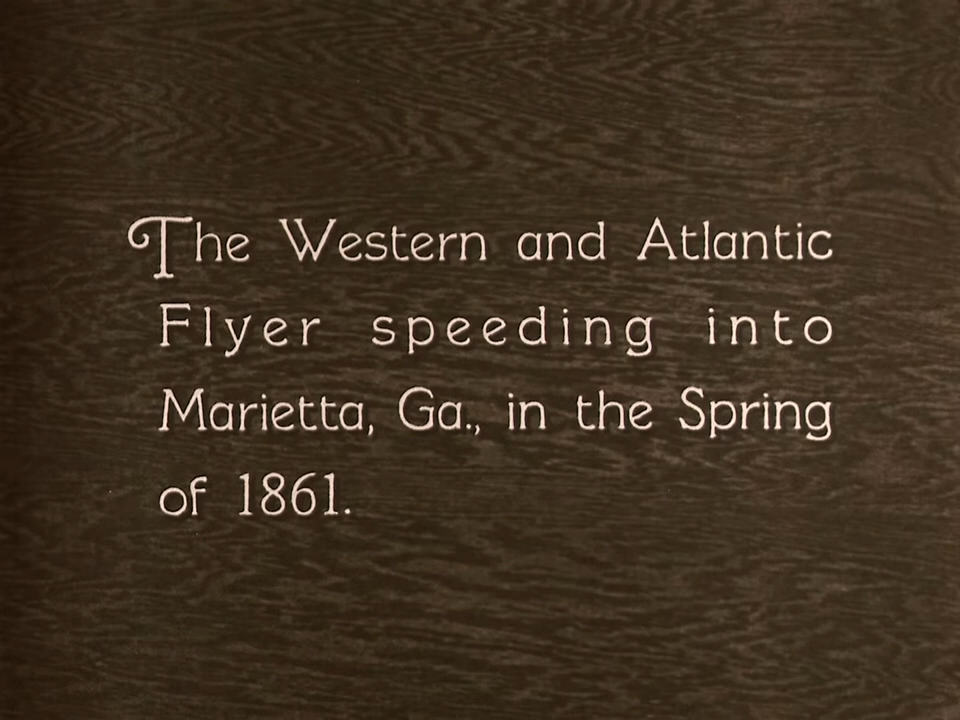 The Western and Atlantic
Flyer speeding into
Marietta, Ga., in the Spring
of 1861.